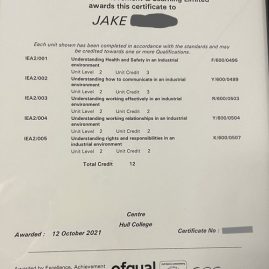 awards this certificate to
JAKE
Each unit shown has been completed in accordance with the standards and may
be credited towards one or more Qualifications.
IEA2/001 Understanding Health and Safety in an Industrial F/600/0495
environment
Unit Level 2 Unit Credit 3
IEA2/002 Understanding how to communicate in an industrial Y/600/0499
environment
Unit Level 2 Unit Credit 3
IEA2/003 Understanding working effectively in an industrial R/600/0503
environment
Unit Level 2 Unit Credit 2
IEA2/004 Understanding working relationships in an industrial Y/600/0504
environment
Unit Level 2 Unit Credit 2
IEA2/005 Understanding rights and responsibilities in an K/600/0507
industrial environment
Unit Level 2 Unit Credit 2
Total Credit 12
Centre
Hull College
Awarded : 12 October 2021
Certificate No :
Awarded by Excellence, Achievement
ofqual